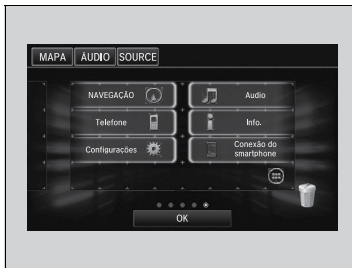 MAPA ÁUDIO SOURCE
NAVEGAÇÃO Audio
Telefone Info.
Configurações Conexão do
smartphone
OK